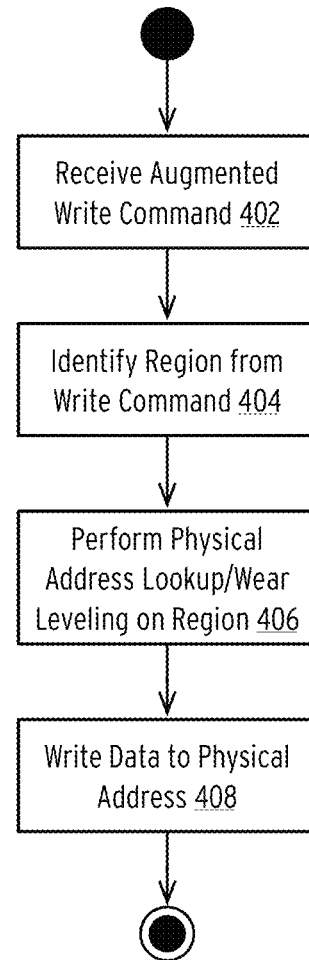 Receive Augmented
Write Command 402
Identify Region from
Write Command 404
Perform Physical
Address Lookup/Wear
Leveling on Region 406
Write Data to Physical
Address 408